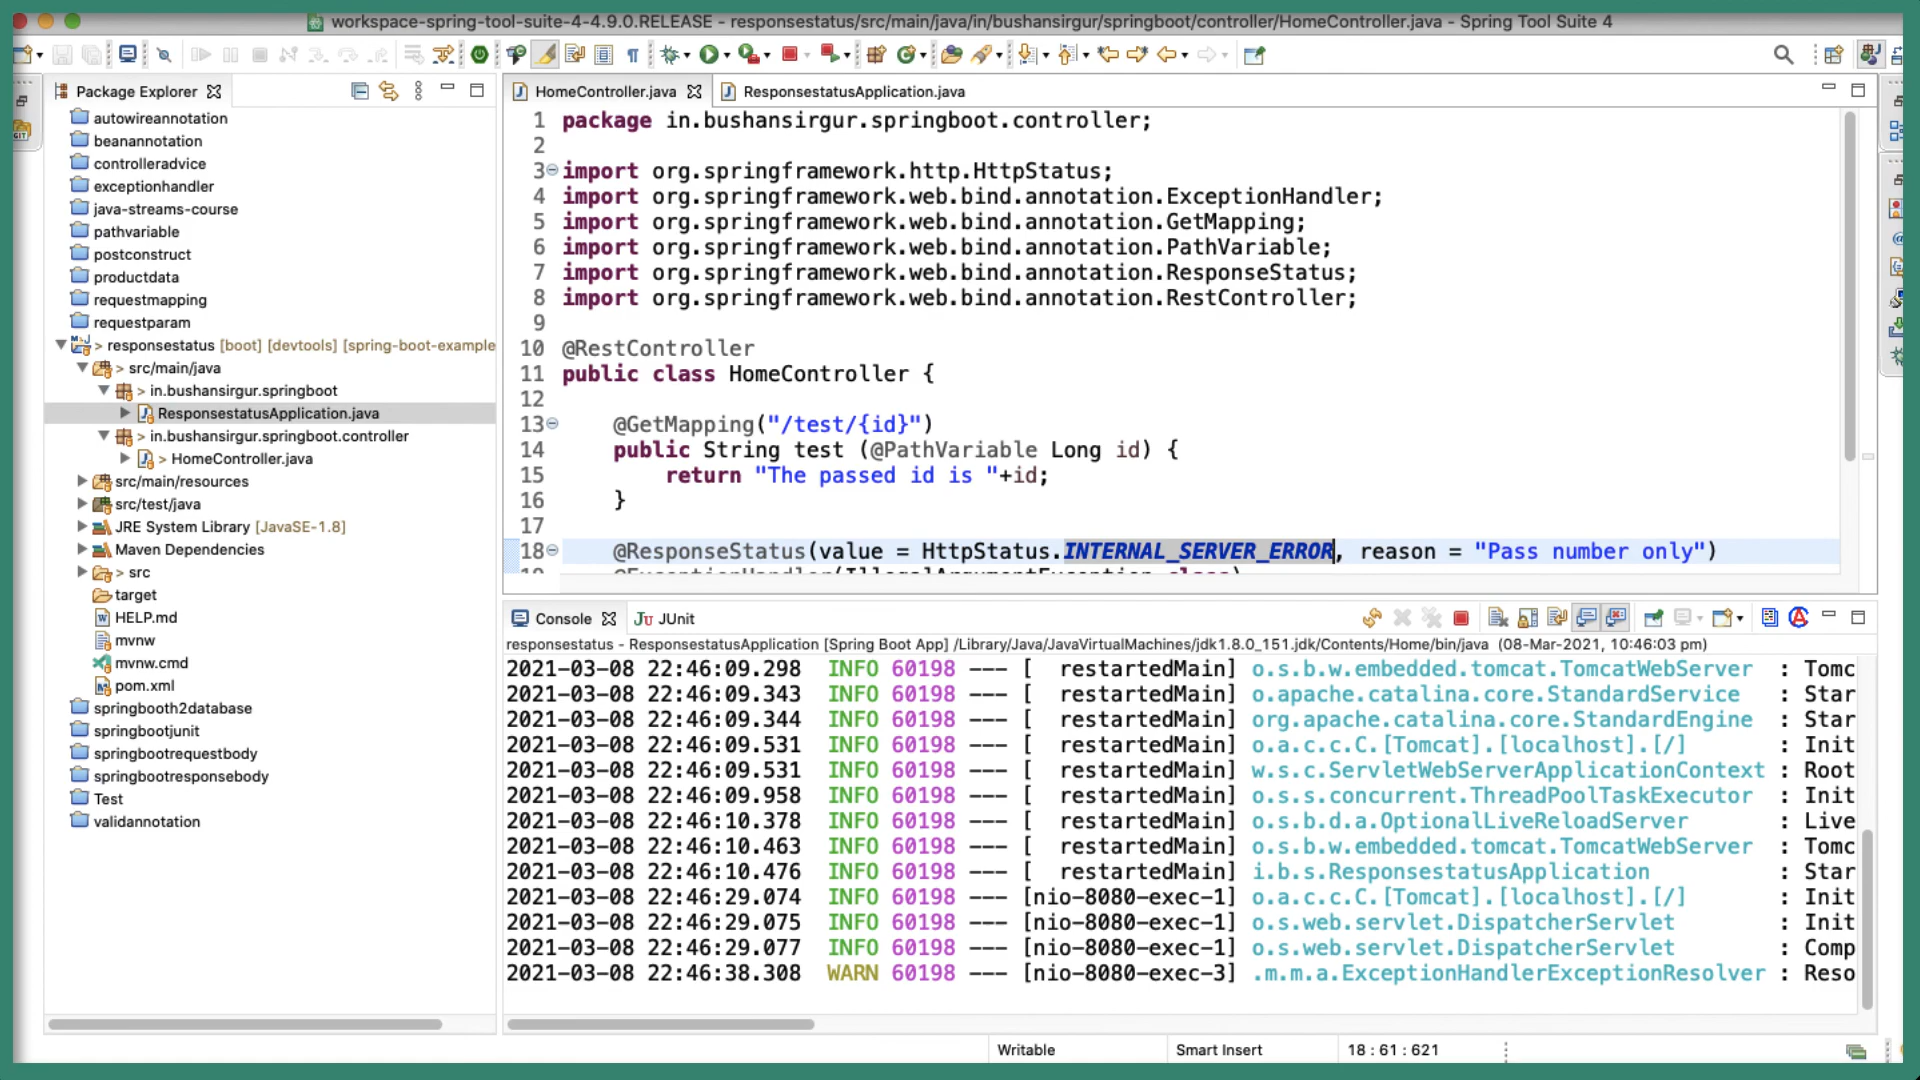 workspace-spring-tool-suite-4-4.9.0.RELEASE - responsestatus/src/main/java/in/bushansirgur/springboot/controller/HomeController.java - Spring Tool Suite 4
Package Explorer
autowireannotation
beanannotation
controlleradvice
exceptionhandler
java-streams-course
pathvariable
postconstruct
productdata
requestmapping
requestparam
> responsestatus [boot] [devtools] [spring-boot-example
> src/main/java
> in.bushansirgur.springboot
ResponsestatusApplication.java
> in.bushansirgur.springboot.controller
> HomeController.java
src/main/resources
src/test/java
JRE System Library [JavaSE-1.8]
Maven Dependencies
> src
target
HELP.md
mvnw
mvnw.cmd
pom.xml
springbooth2database
springbootjunit
springbootrequestbody
springbootresponsebody
Test
validannotation
HomeController.java
ResponsestatusApplication.java
1 package in.bushansirgur.springboot.controller;
2
3 import org.springframework.http.HttpStatus;
4 import org.springframework.web.bind.annotation.ExceptionHandler;
5 import org.springframework.web.bind.annotation.GetMapping;
6 import org.springframework.web.bind.annotation.PathVariable;
7 import org.springframework.web.bind.annotation.ResponseStatus;
8 import org.springframework.web.bind.annotation.RestController;
9
10 @RestController
11 public class HomeController {
12
13 @GetMapping("/test/{id}")
14 public String test (@PathVariable Long id) {
15 return "The passed id is "+id;
16 }
17
18 @ResponseStatus(value = HttpStatus.INTERNAL_SERVER_ERROR, reason = "Pass number only")
19 @ExceptionHandler(IllegalArgumentException.class)
Console
JUnit
responsestatus - ResponsestatusApplication [Spring Boot App] /Library/Java/JavaVirtualMachines/jdk1.8.0_151.jdk/Contents/Home/bin/java (08-Mar-2021, 10:46:03 pm)
2021-03-08 22:46:09.298 INFO 60198 --- [ restartedMain] o.s.b.w.embedded.tomcat.TomcatWebServer : Tomc
2021-03-08 22:46:09.343 INFO 60198 --- [ restartedMain] o.apache.catalina.core.StandardService : Star
2021-03-08 22:46:09.344 INFO 60198 --- [ restartedMain] org.apache.catalina.core.StandardEngine : Star
2021-03-08 22:46:09.531 INFO 60198 --- [ restartedMain] o.a.c.c.C.[Tomcat].[localhost].[/] : Init
2021-03-08 22:46:09.531 INFO 60198 --- [ restartedMain] w.s.c.ServletWebServerApplicationContext : Root
2021-03-08 22:46:09.958 INFO 60198 --- [ restartedMain] o.s.s.concurrent.ThreadPoolTaskExecutor : Init
2021-03-08 22:46:10.378 INFO 60198 --- [ restartedMain] o.s.b.d.a.OptionalLiveReloadServer : Live
2021-03-08 22:46:10.463 INFO 60198 --- [ restartedMain] o.s.b.w.embedded.tomcat.TomcatWebServer : Tomc
2021-03-08 22:46:10.476 INFO 60198 --- [ restartedMain] i.b.s.ResponsestatusApplication : Star
2021-03-08 22:46:29.074 INFO 60198 --- [nio-8080-exec-1] o.a.c.c.C.[Tomcat].[localhost].[/] : Init
2021-03-08 22:46:29.075 INFO 60198 --- [nio-8080-exec-1] o.s.web.servlet.DispatcherServlet : Init
2021-03-08 22:46:29.077 INFO 60198 --- [nio-8080-exec-1] o.s.web.servlet.DispatcherServlet : Comp
2021-03-08 22:46:38.308 WARN 60198 --- [nio-8080-exec-3] .m.m.a.ExceptionHandlerExceptionResolver : Reso
Writable
Smart Insert
18 : 61 : 621